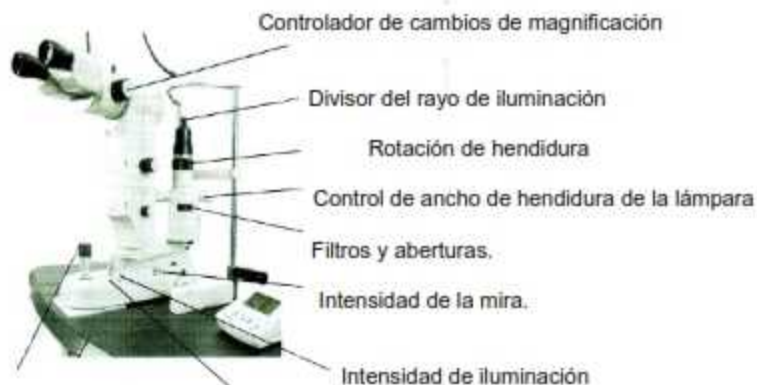 Controlador de cambios de magnificación
Divisor del rayo de iluminación
Rotación de hendidura
Control de ancho de hendidura de la lámpara
Filtros y aberturas.
Intensidad de la mira.
Intensidad de iluminación